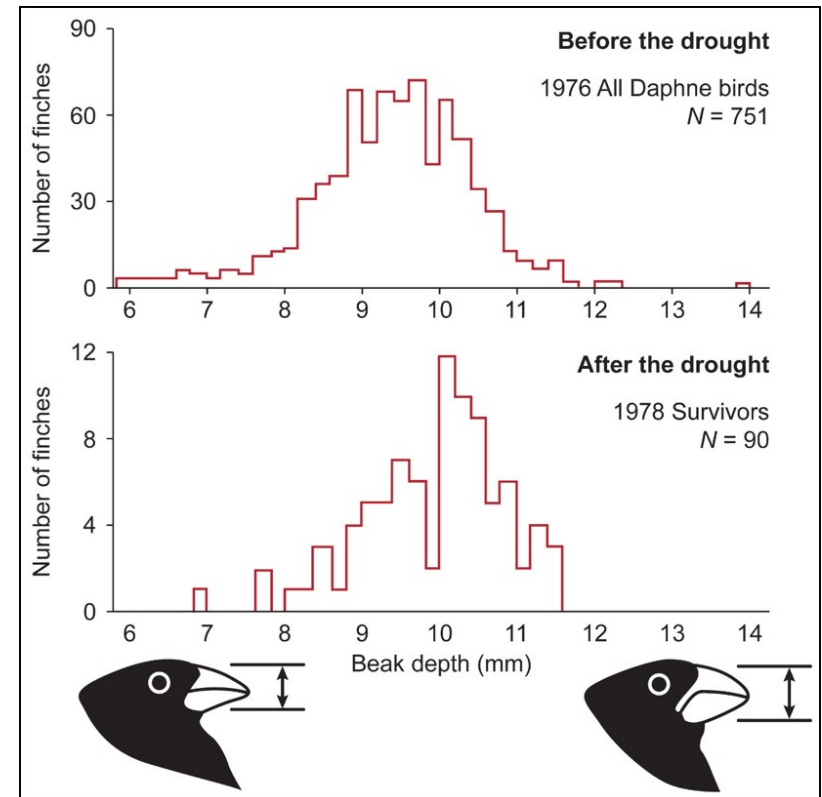 90
Before the drought
1976 All Daphne birds
N = 751
60
30
0
Number of finches
6 7 8 9 10 11 12 13 14
12
After the drought
1978 Survivors
N = 90
8
4
0
Number of finches
6 7 8 9 10 11 12 13 14
Beak depth (mm)